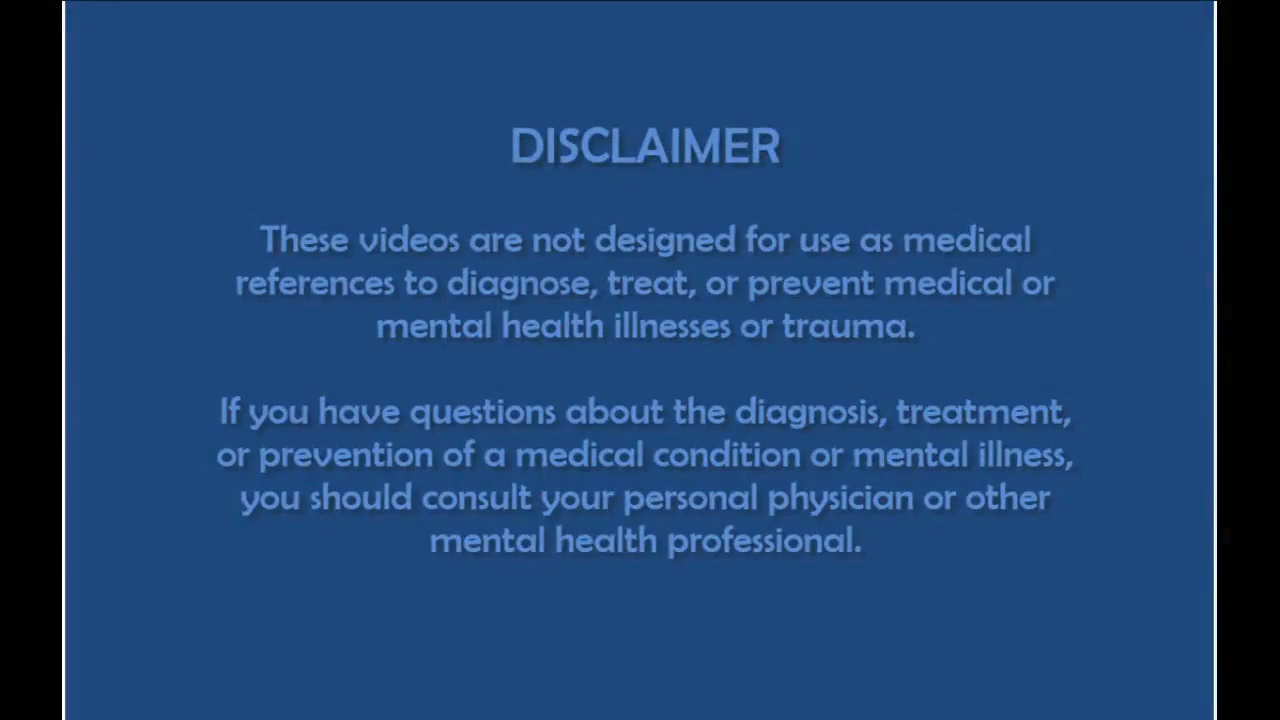 DISCLAIMER
These videos are not designed for use as medical
references to diagnose, treat, or prevent medical or
mental health illnesses or trauma.
If you have questions about the diagnosis, treatment,
or prevention of a medical condition or mental illness,
you should consult your personal physician or other
mental health professional.